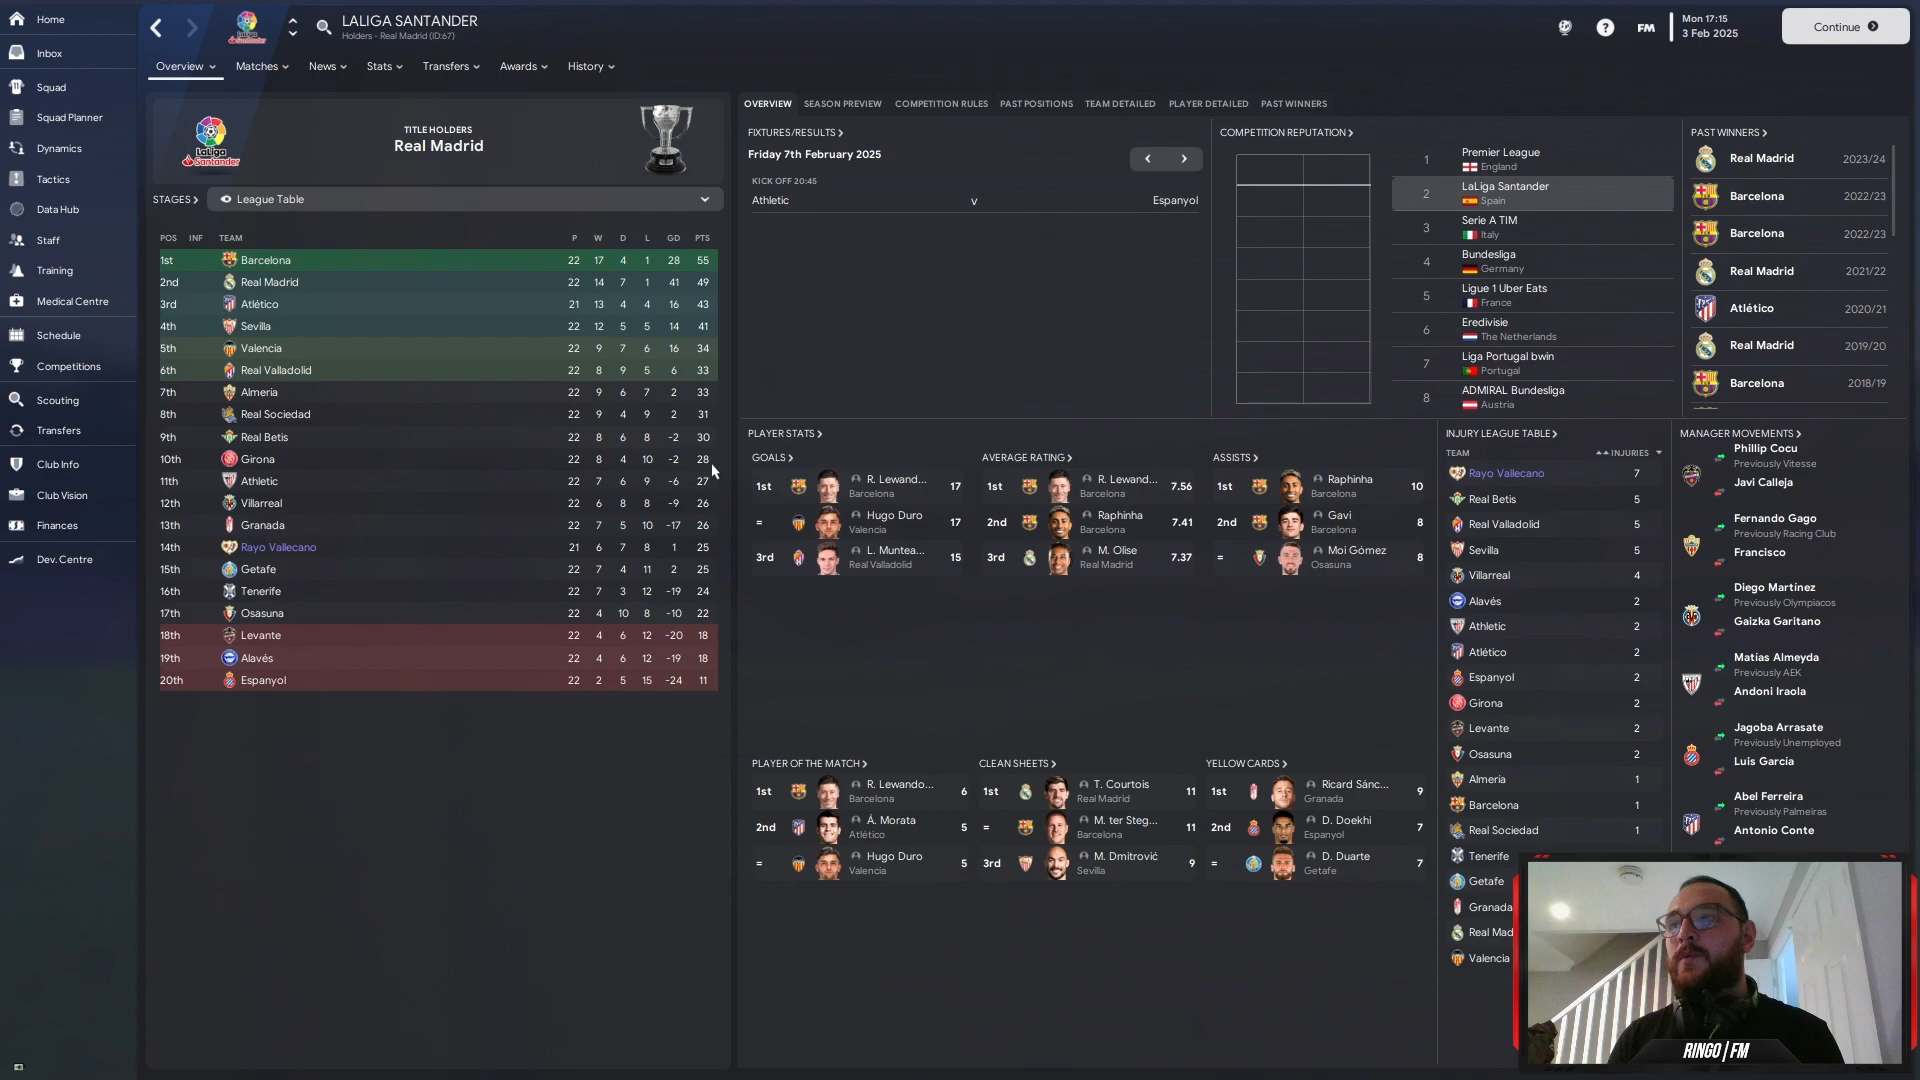 Home
Inbox
Squad
Squad Planner
Dynamics
Tactics
Data Hub
Staff
Training
Medical Centre
Schedule
Competitions
Scouting
Transfers
Club Info
Club Vision
Finances
Dev. Centre
LALIGA SANTANDER
Holders - Real Madrid (ID:67)
FM
Mon 17:15
3 Feb 2025
Continue
Overview Matches News Stats Transfers Awards History
TITLE HOLDERS
Real Madrid
STAGES League Table
POS INF TEAM P W D L GD PTS
1st Barcelona 22 17 4 1 28 55
2nd Real Madrid 22 14 7 1 41 49
3rd Atlético 21 13 4 4 16 43
4th Sevilla 22 12 5 5 14 41
5th Valencia 22 9 7 6 16 34
6th Real Valladolid 22 8 9 5 6 33
7th Almeria 22 9 6 7 2 33
8th Real Sociedad 22 9 4 9 2 31
9th Real Betis 22 8 6 8 -2 30
10th Girona 22 8 4 10 -2 28
11th Athletic 22 7 6 9 -6 27
12th Villarreal 22 6 8 8 -9 26
13th Granada 22 7 5 10 -17 26
14th Rayo Vallecano 21 6 7 8 1 25
15th Getafe 22 7 4 11 2 25
16th Tenerife 22 7 3 12 -19 24
17th Osasuna 22 4 10 8 -10 22
18th Levante 22 4 6 12 -20 18
19th Alavés 22 4 6 12 -19 18
20th Espanyol 22 2 5 15 -24 11
OVERVIEW SEASON PREVIEW COMPETITION RULES PAST POSITIONS TEAM DETAILED PLAYER DETAILED PAST WINNERS
FIXTURES/RESULTS
Friday 7th February 2025
KICK OFF 20:45
Athletic v Espanyol
COMPETITION REPUTATION
1 Premier League
England
2 LaLiga Santander
Spain
3 Serie A TIM
Italy
4 Bundesliga
Germany
5 Ligue 1 Uber Eats
France
6 Eredivisie
The Netherlands
7 Liga Portugal bwin
Portugal
8 ADMIRAL Bundesliga
Austria
PAST WINNERS
Real Madrid 2023/24
Barcelona 2022/23
Barcelona 2022/23
Real Madrid 2021/22
Atlético 2020/21
Real Madrid 2019/20
Barcelona 2018/19
PLAYER STATS
GOALS
1st R. Lewand... 17
Barcelona
= Hugo Duro 17
Valencia
3rd L. Muntea... 15
Real Valladolid
AVERAGE RATING
1st R. Lewand... 7.56
Barcelona
2nd Raphinha 7.41
Barcelona
3rd M. Olise 7.37
Real Madrid
ASSISTS
1st Raphinha 10
Barcelona
2nd Gavi 8
Barcelona
= Moi Gómez 8
Osasuna
PLAYER OF THE MATCH
1st R. Lewando... 6
Barcelona
2nd Á. Morata 5
Atlético
= Hugo Duro 5
Valencia
CLEAN SHEETS
1st T. Courtois 11
Real Madrid
= M. ter Steg... 11
Barcelona
3rd M. Dmitrović 9
Sevilla
YELLOW CARDS
1st Ricard Sánc... 9
Granada
2nd D. Doekhi 7
Espanyol
= D. Duarte 7
Getafe
INJURY LEAGUE TABLE
TEAM INJURIES
Rayo Vallecano 7
Real Betis 5
Real Valladolid 5
Sevilla 5
Villarreal 4
Alavés 2
Athletic 2
Atlético 2
Espanyol 2
Girona 2
Levante 2
Osasuna 2
Almeria 1
Barcelona 1
Real Sociedad 1
Tenerife
Getafe
Granada
Real Mad
Valencia
MANAGER MOVEMENTS
Phillip Cocu
Previously Vitesse
Javi Calleja
Fernando Gago
Previously Racing Club
Francisco
Diego Martínez
Previously Olympiacos
Gaizka Garitano
Matías Almeyda
Previously AEK
Andoni Iraola
Jagoba Arrasate
Previously Unemployed
Luis García
Abel Ferreira
Previously Palmeiras
Antonio Conte
RINGO|FM